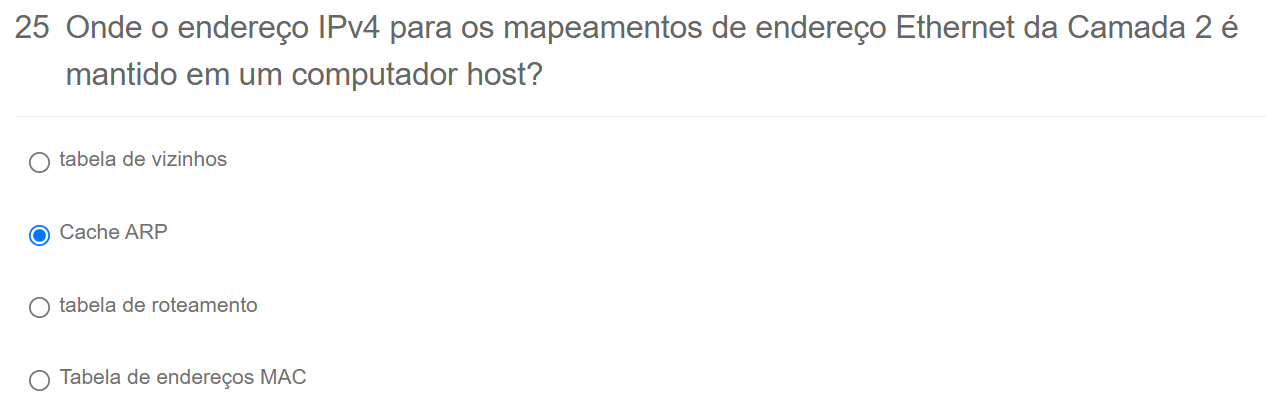 25 Onde o endereço IPv4 para os mapeamentos de endereço Ethernet da Camada 2 é
mantido em um computador host?
tabela de vizinhos
Cache ARP
tabela de roteamento
Tabela de endereços MAC